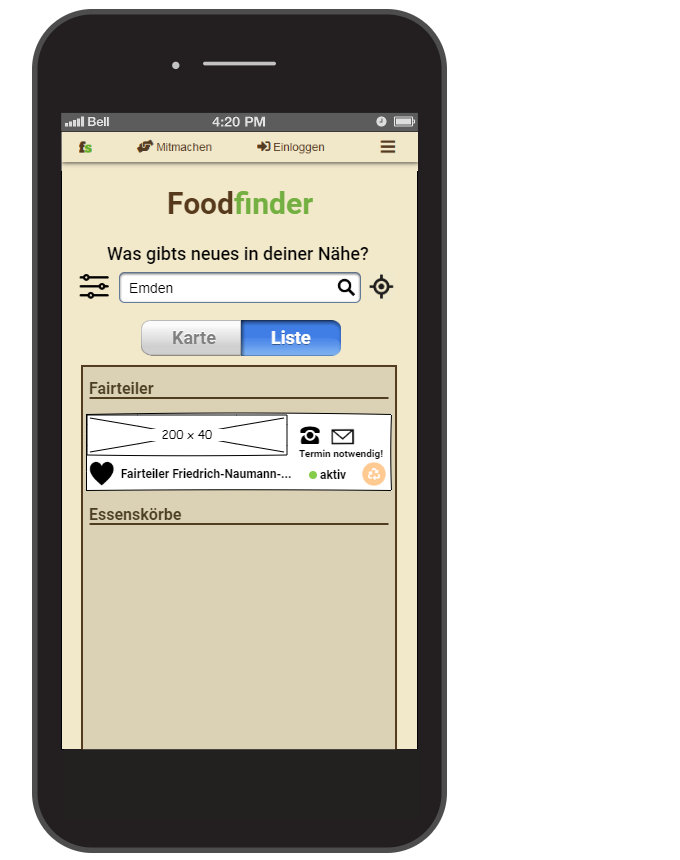 Bell 4:20 PM
fs Mitmachen Einloggen
Foodfinder
Was gibts neues in deiner Nähe?
Emden
Karte Liste
Fairteiler
200 x 40
Termin notwendig!
Fairteiler Friedrich-Naumann-... aktiv
Essenskörbe